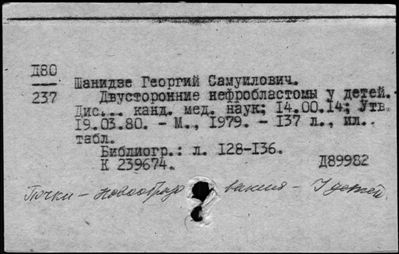 Д80
Шанидзе Георгий Самуилович.
237 Двусторонние нефробластомы у детей.
Дис... канд. мед. наук; 14.00.14; Утв.
19.03.80. - М., 1979. - 137 л., ил.
табл.
Библиогр.: л. 128-136.
К 239674. Д89982
Почки - Новообразования - У детей.